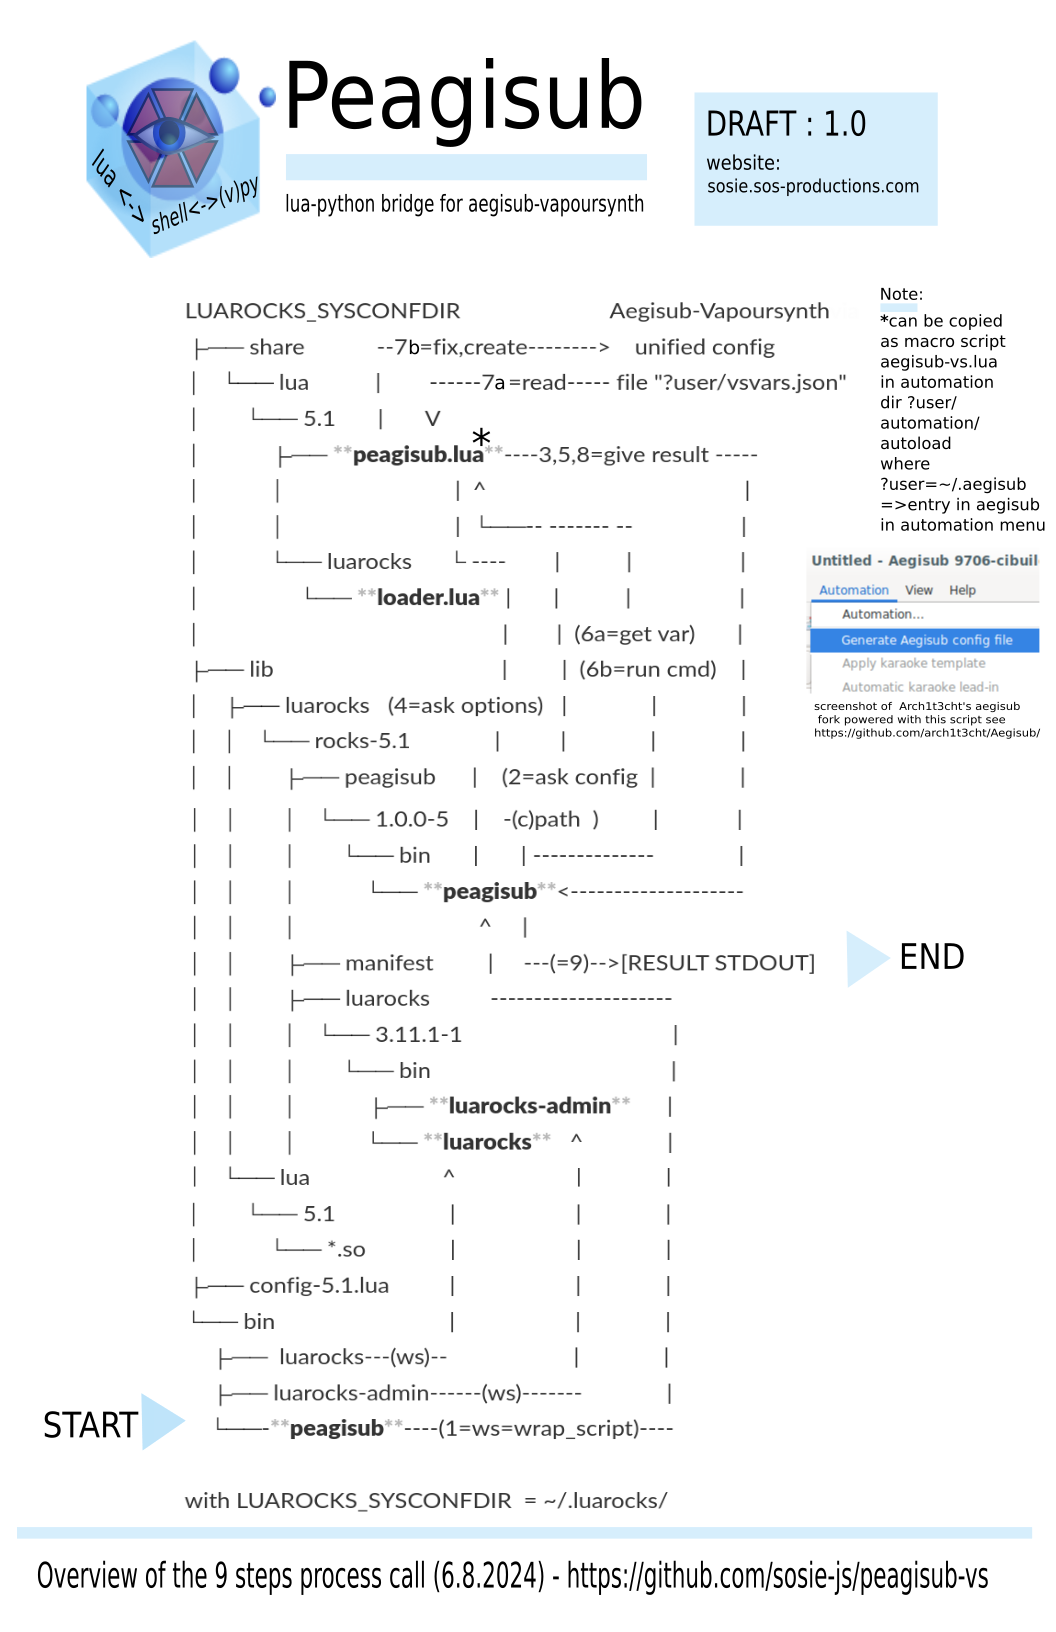 Peagisub
lua <-> shell<->(v)py
lua-python bridge for aegisub-vapoursynth
DRAFT : 1.0
website:
sosie.sos-productions.com
LUAROCKS_SYSCONFDIR Aegisub-Vapoursynth
├── share --7b=fix,create--------> unified config
│ └── lua | ------7a=read----- file "?user/vsvars.json"
│ └── 5.1 | V
│ ├── **peagisub.lua**----3,5,8=give result -----
*
│ │ | ^ |
│ │ | └──-- ------- -- |
│ └── luarocks └ ---- | | |
│ └── **loader.lua** | | | |
│ | | (6a=get var) |
├── lib | | (6b=run cmd) |
│ ├── luarocks (4=ask options) | | |
│ │ └── rocks-5.1 | | | |
│ │ ├── peagisub | (2=ask config | |
│ │ │ └── 1.0.0-5 | -(c)path ) | |
│ │ │ └── bin | | -------------- |
│ │ │ └── **peagisub**<--------------------
│ │ │ ^ |
│ │ ├── manifest | ---(=9)-->[RESULT STDOUT]
│ │ ├── luarocks ---------------------
│ │ │ └── 3.11.1-1 |
│ │ │ └── bin |
│ │ │ ├── **luarocks-admin** |
│ │ │ └── **luarocks** ^ |
│ └── lua ^ | |
│ └── 5.1 | | |
│ └── *.so | | |
├── config-5.1.lua | | |
└── bin | | |
├── luarocks---(ws)-- | |
├── luarocks-admin------(ws)------- |
└──-**peagisub**----(1=ws=wrap_script)----
START
END
with LUAROCKS_SYSCONFDIR = ~/.luarocks/
Note:
*can be copied
as macro script
aegisub-vs.lua
in automation
dir ?user/
automation/
autoload
where
?user=~/.aegisub
=>entry in aegisub
in automation menu
Untitled - Aegisub 9706-cibuil
Automation View Help
Automation...
Generate Aegisub config file
Apply karaoke template
Automatic karaoke lead-in
screenshot of Arch1t3cht's aegisub
fork powered with this script see
https://github.com/arch1t3cht/Aegisub/
Overview of the 9 steps process call (6.8.2024) - https://github.com/sosie-js/peagisub-vs